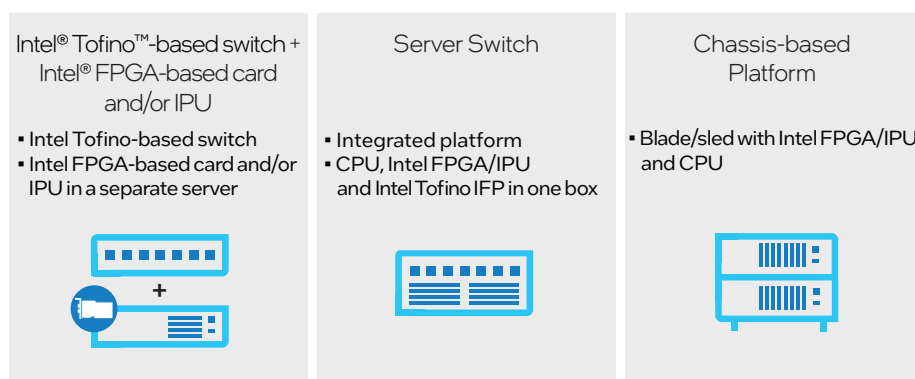 Intel® Tofino™-based switch +
Intel® FPGA-based card
and/or IPU
▪ Intel Tofino-based switch
▪ Intel FPGA-based card and/or
IPU in a separate server
+
Server Switch
▪ Integrated platform
▪ CPU, Intel FPGA/IPU
and Intel Tofino IFP in one box
Chassis-based
Platform
▪ Blade/sled with Intel FPGA/IPU
and CPU